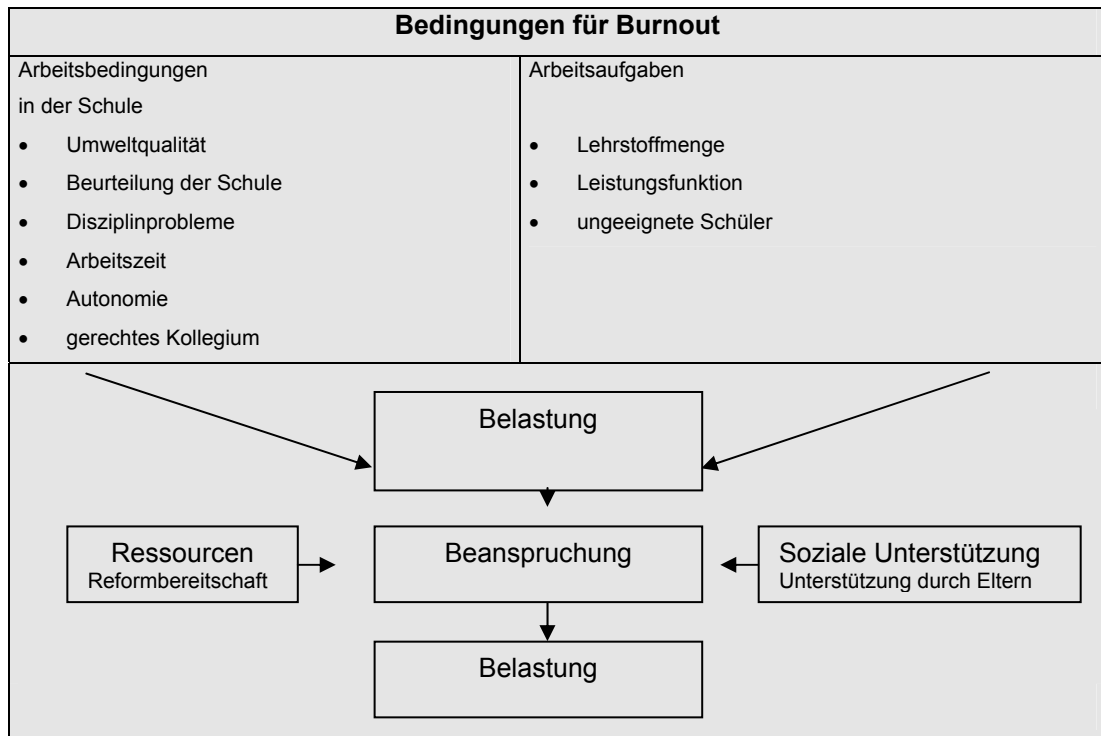 Bedingungen für Burnout
Arbeitsbedingungen
in der Schule
• Umweltqualität
• Beurteilung der Schule
• Disziplinprobleme
• Arbeitszeit
• Autonomie
• gerechtes Kollegium
Arbeitsaufgaben
• Lehrstoffmenge
• Leistungsfunktion
• ungeeignete Schüler
Belastung
Ressourcen
Reformbereitschaft
Beanspruchung
Soziale Unterstützung
Unterstützung durch Eltern
Belastung